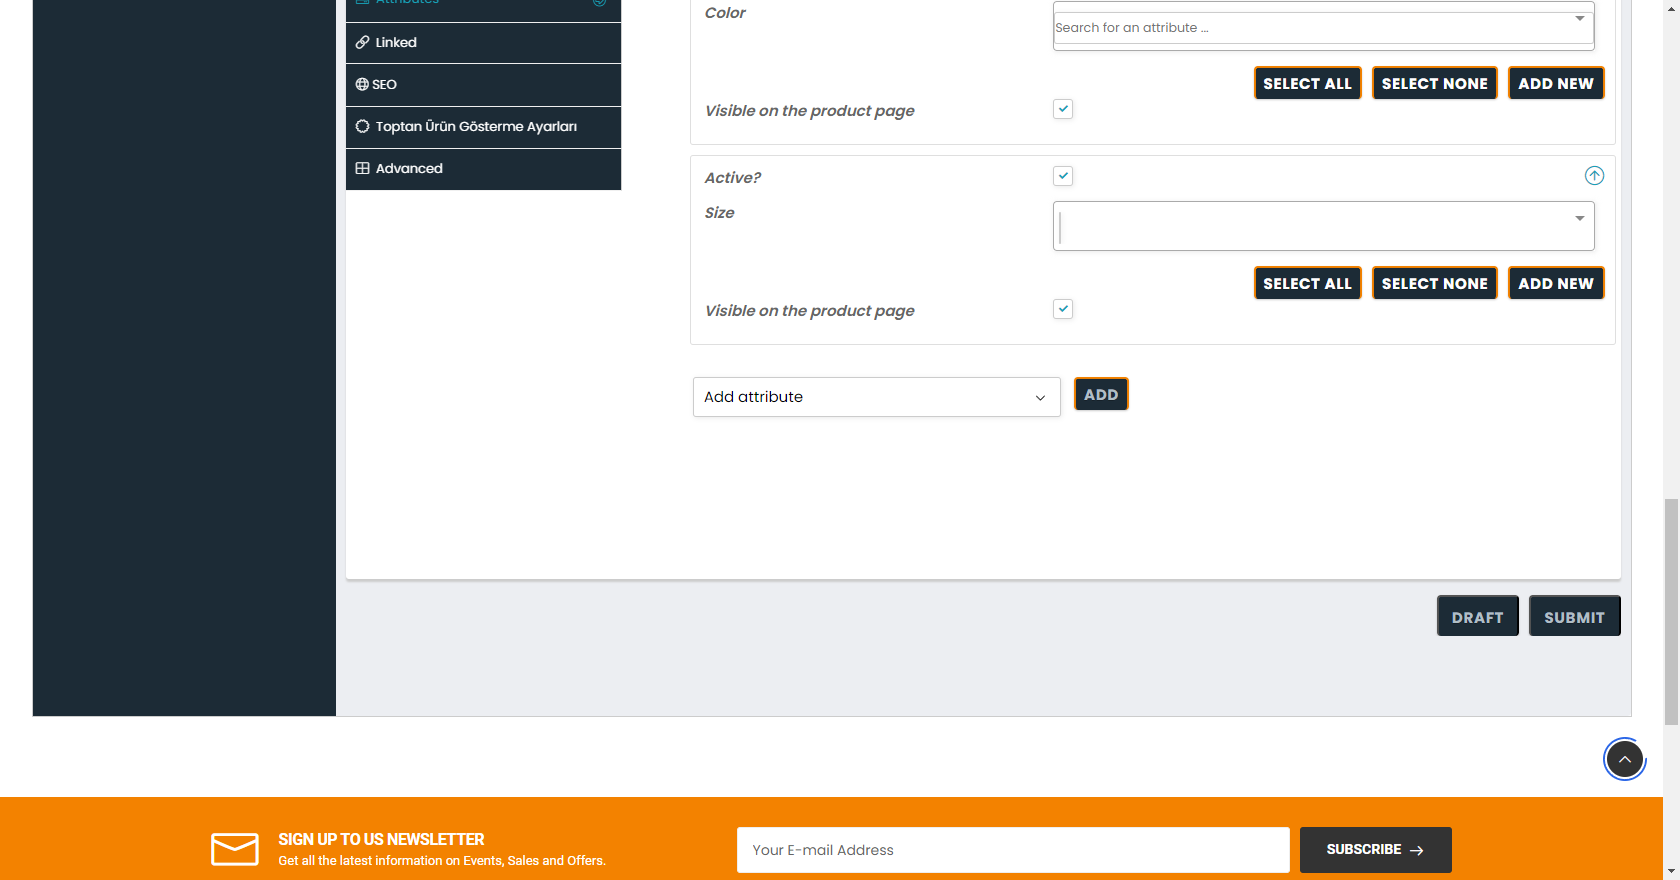 Attributes
Linked
SEO
Toptan Ürün Gösterme Ayarları
Advanced
Color
Search for an attribute ...
SELECT ALL
SELECT NONE
ADD NEW
Visible on the product page
Active?
Size
SELECT ALL
SELECT NONE
ADD NEW
Visible on the product page
Add attribute
ADD
DRAFT
SUBMIT
SIGN UP TO US NEWSLETTER
Get all the latest information on Events, Sales and Offers.
Your E-mail Address
SUBSCRIBE